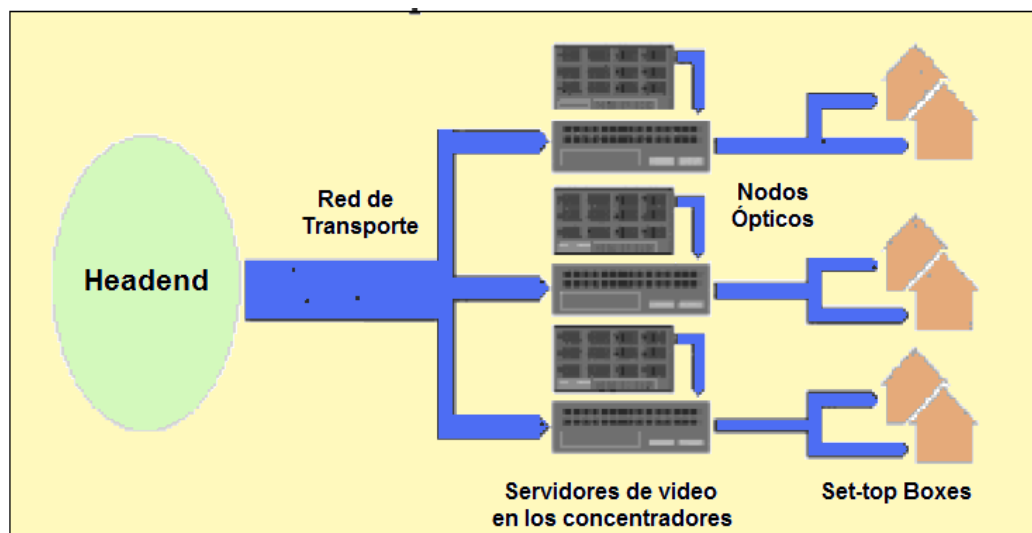 Headend
Red de
Transporte
Nodos
Ópticos
Servidores de video
en los concentradores
Set-top Boxes